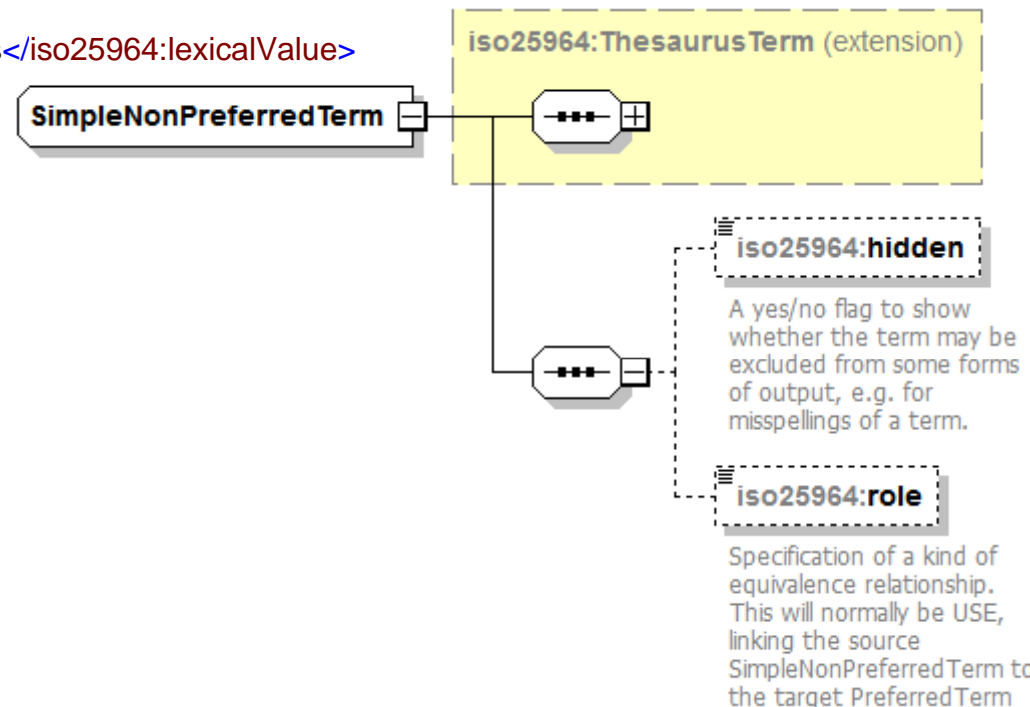 </iso25964:lexicalValue>
iso25964:ThesaurusTerm (extension)
SimpleNonPreferredTerm
iso25964:hidden
A yes/no flag to show
whether the term may be
excluded from some forms
of output, e.g. for
misspellings of a term.
iso25964:role
Specification of a kind of
equivalence relationship.
This will normally be USE,
linking the source
SimpleNonPreferredTerm to
the target PreferredTerm